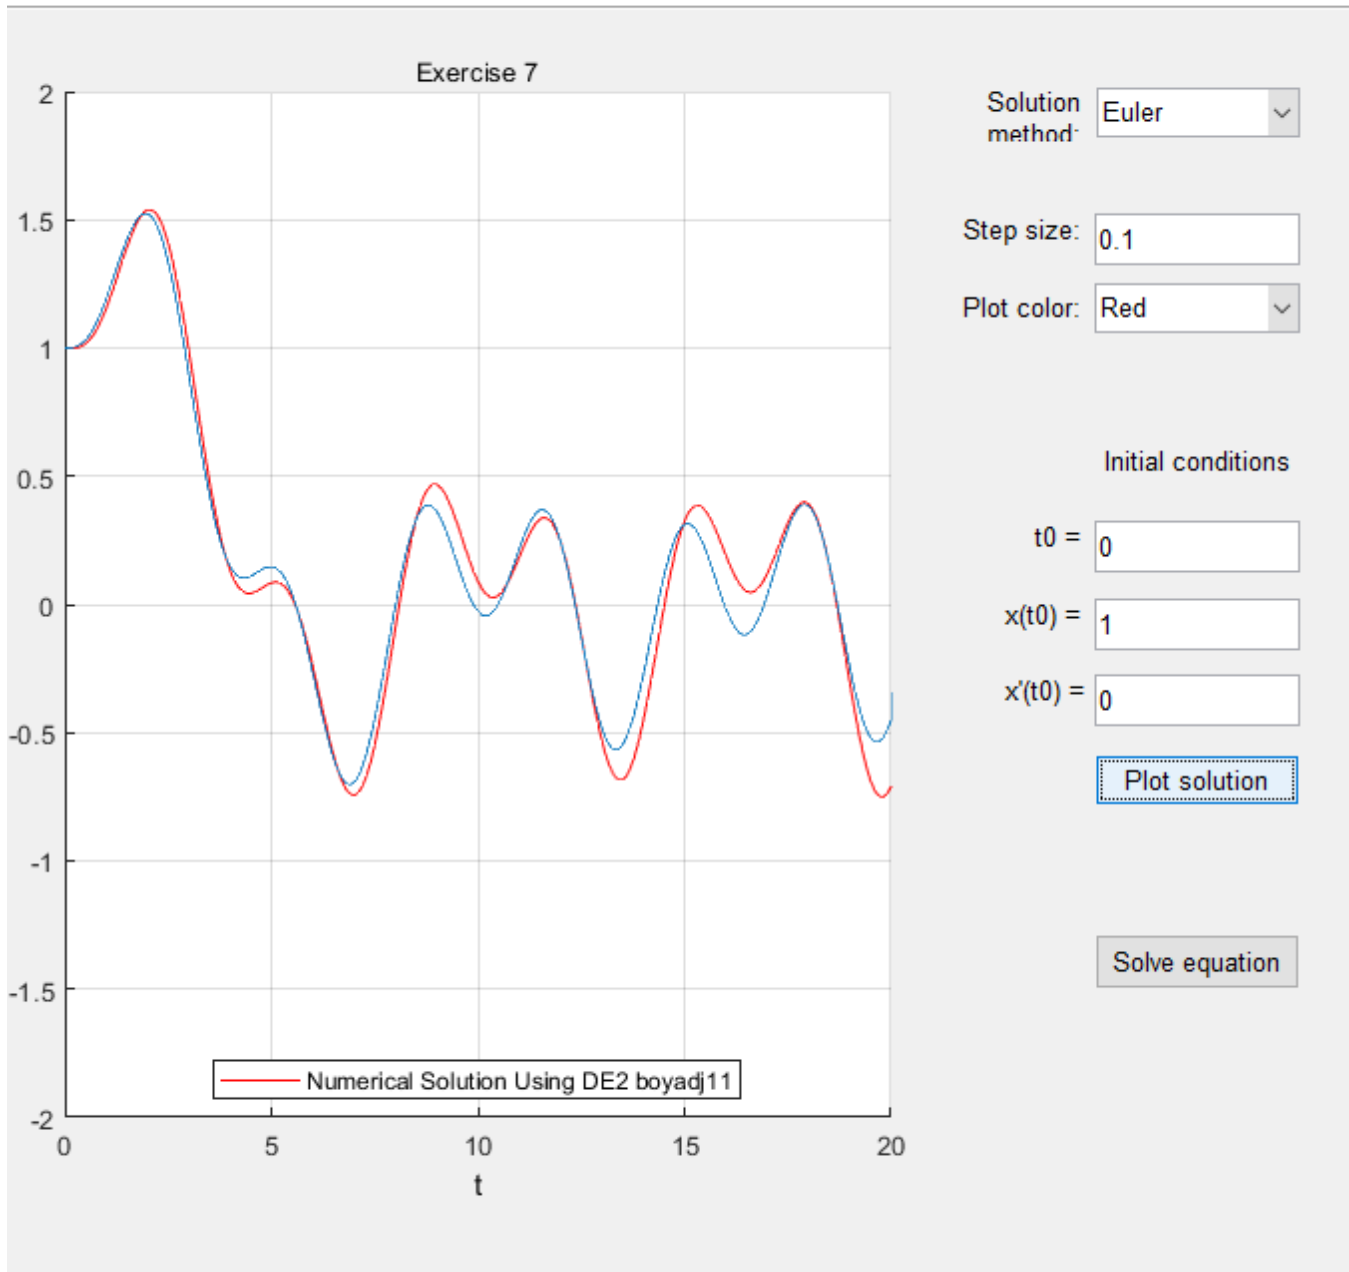 Exercise 7
2
1.5
1
0.5
0
-0.5
-1
-1.5
-2
0
5
10
15
20
t
Numerical Solution Using DE2 boyadj11
Solution
method:
Euler
Step size:
0.1
Plot color:
Red
Initial conditions
t0 =
0
x(t0) =
1
x'(t0) =
0
Plot solution
Solve equation